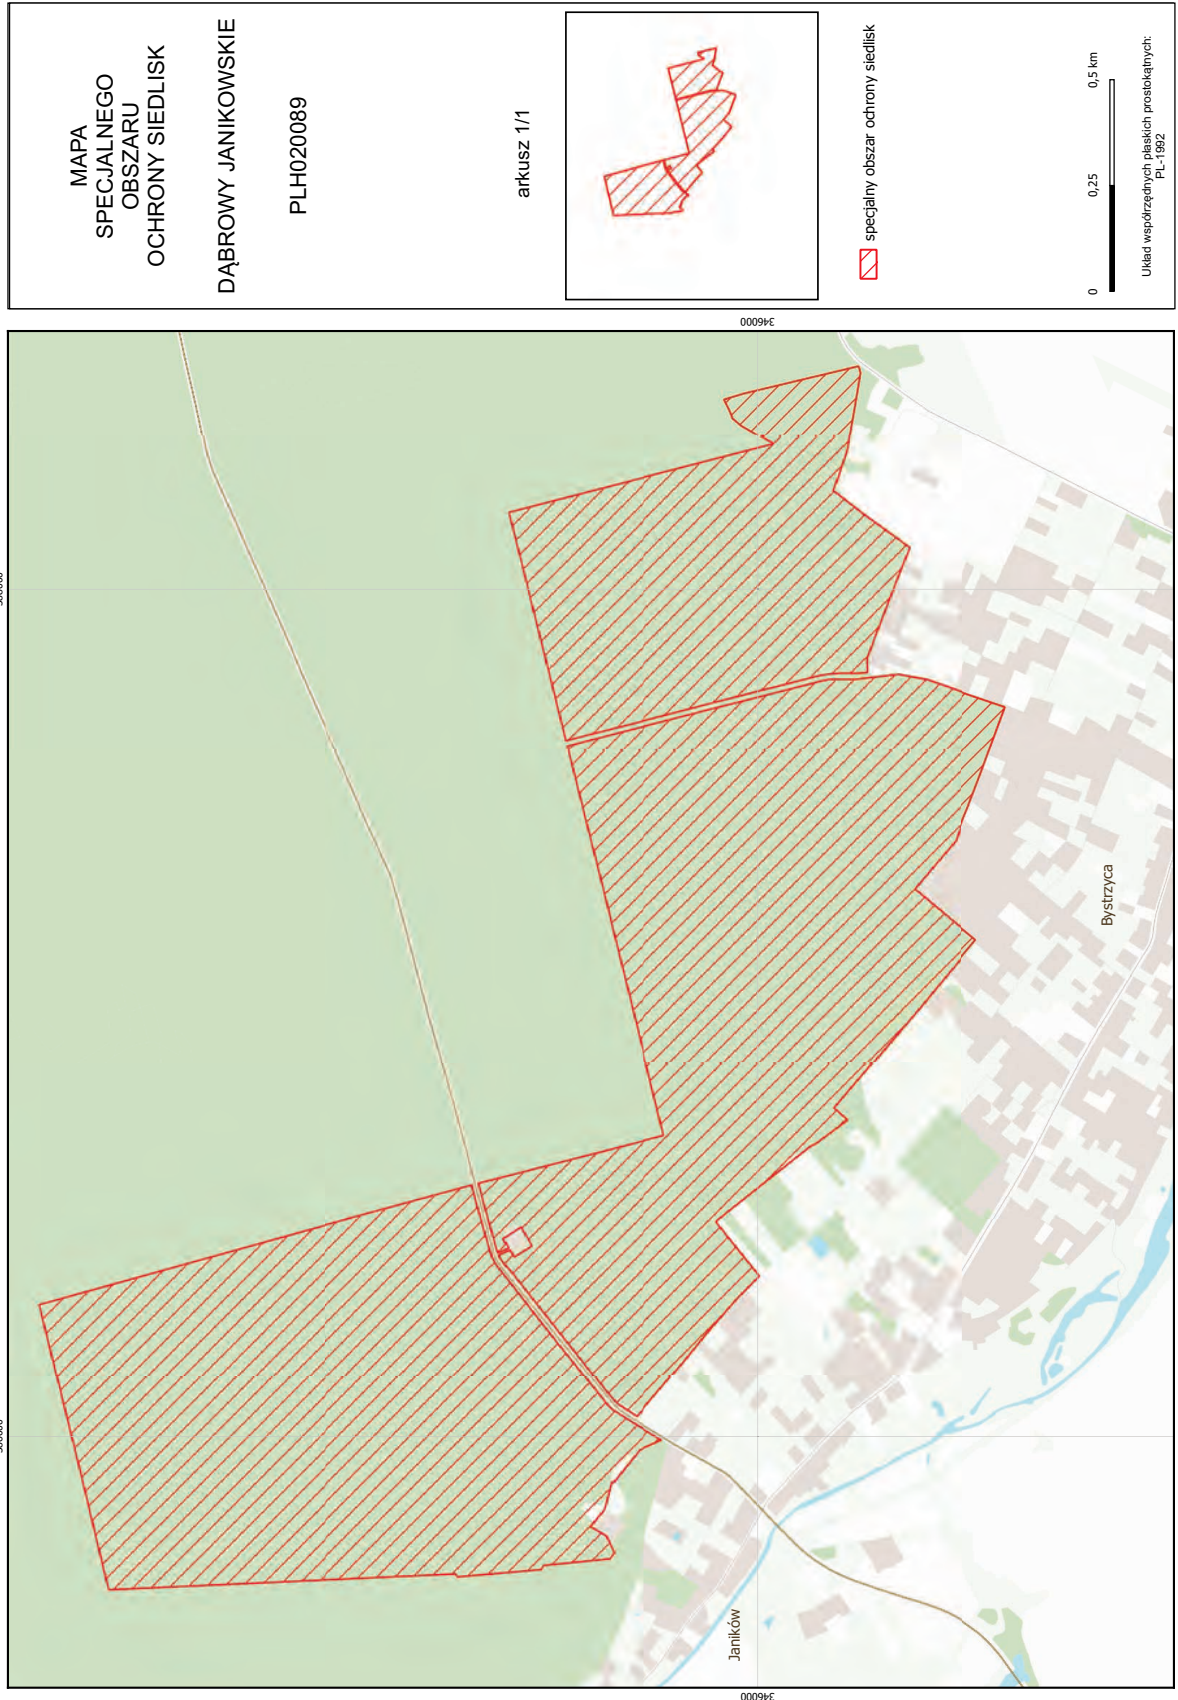 MAPA
SPECJALNEGO
OBSZARU
OCHRONY SIEDLISK
DĄBROWY JANIKOWSKIE
PLH020089
arkusz 1/1
specjalny obszar ochrony siedlisk
0 0,25 0,5 km
Układ współrzędnych płaskich prostokątnych:
PL-1992
346000
Bystrzyca
Janików
346000